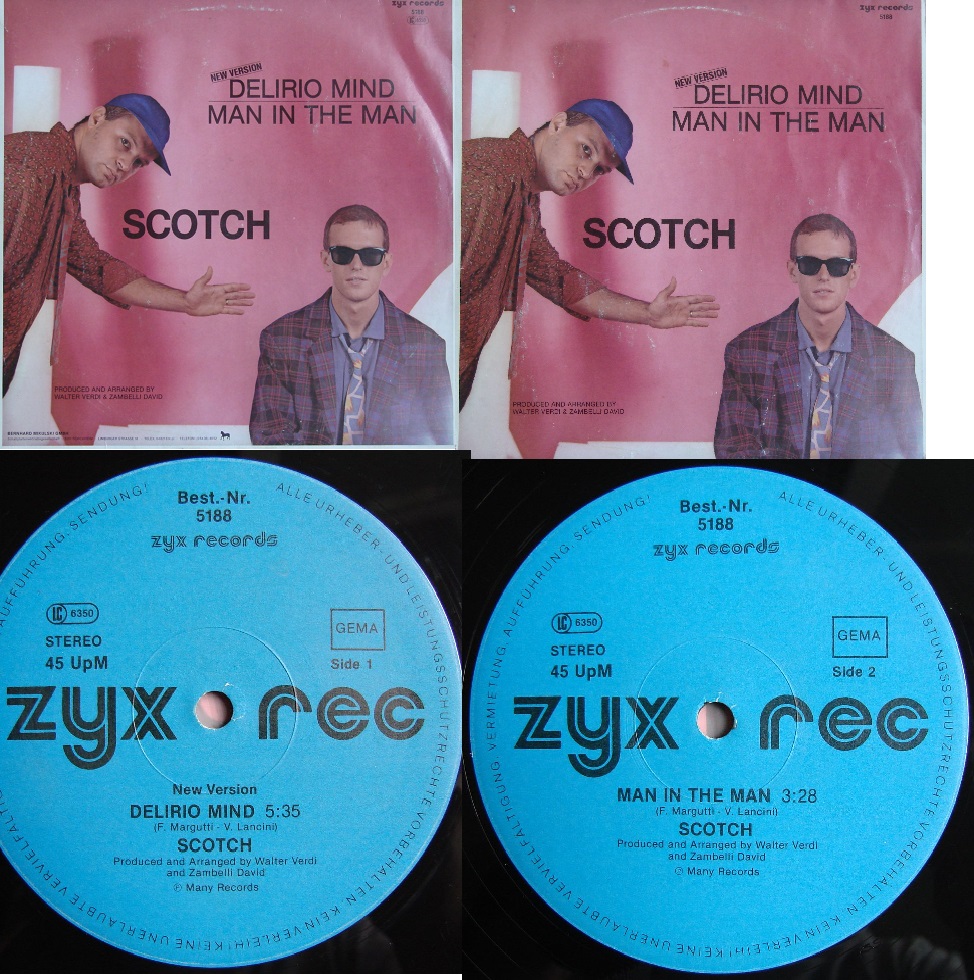 zyx records
5188
NEW VERSION
DELIRIO MIND
MAN IN THE MAN
SCOTCH
PRODUCED AND ARRANGED BY
WALTER VERDI & ZAMBELLI DAVID
BERNHARD MIKULSKI
zyx records
5188
NEW VERSION
DELIRIO MIND
MAN IN THE MAN
SCOTCH
PRODUCED AND ARRANGED BY
WALTER VERDI & ZAMBELLI DAVID
AUFFÜHRUNG, SENDUNG!
ALLE URHEBER- UND LEISTUNGSSCHUTZRECHTE VORBEHALTEN. KEIN VERLEIH! KEINE UNERLAUBTE VERVIELFÄLTIG
Best.-Nr.
5188
zyx records
LC 6350
STEREO
45 UpM
GEMA
Side 1
zyx rec
New Version
DELIRIO MIND 5:35
(F. Margutti - V. Lancini)
SCOTCH
Produced and Arranged by Walter Verdi
and Zambelli David
℗ Many Records
ALLE URHEBER- UND LEISTUNGSSCHUTZRECHTE VORBEHALTEN. KEIN VERLEIH! KEINE UNERLAUBTE VERVIELFÄLTIGUNG, VERMIETUNG, AUFFÜHRUNG, SENDUNG!
Best.-Nr.
5188
zyx records
LC 6350
STEREO
45 UpM
GEMA
Side 2
zyx rec
MAN IN THE MAN 3:28
(F. Margutti - V. Lancini)
SCOTCH
Produced and Arranged by Walter Verdi
and Zambelli David
℗ Many Records